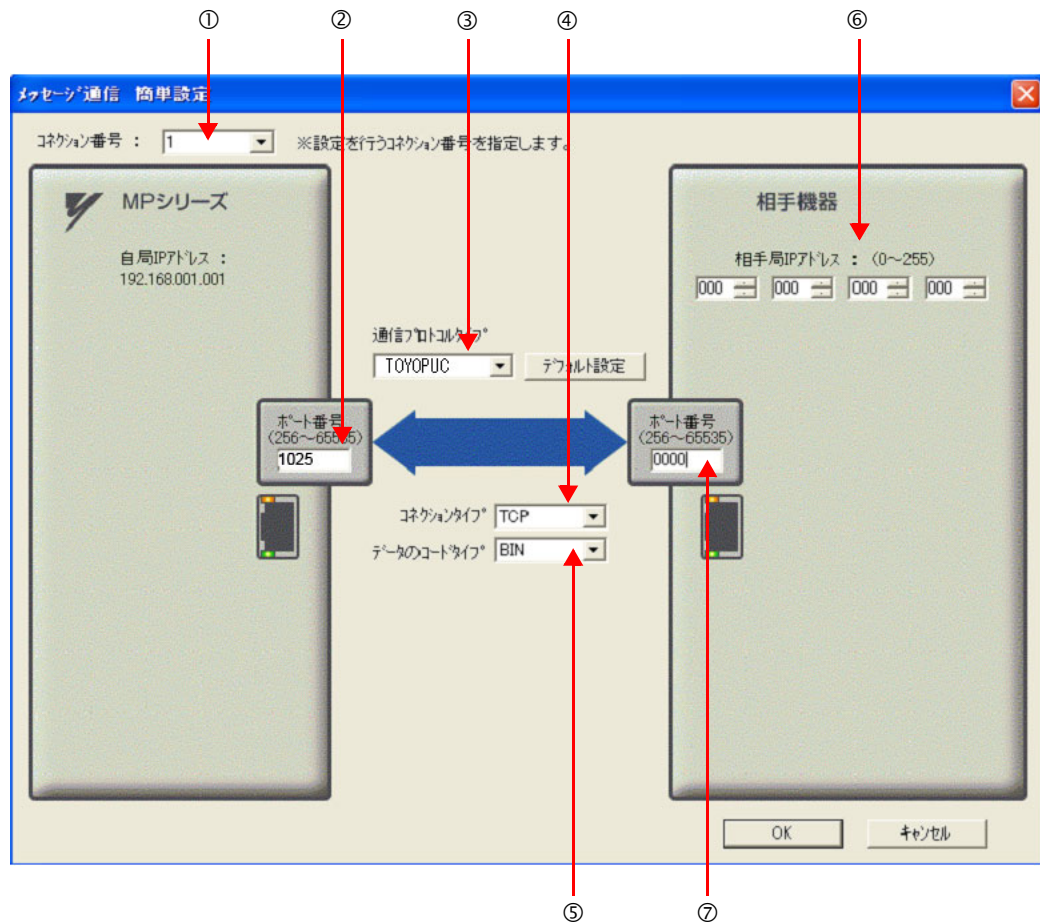 ① ② ③ ④ ⑥
メッセージ通信 簡単設定
コネクション番号 : 1 ※設定を行うコネクション番号を指定します。
MPシリーズ
自局IPアドレス :
192.168.001.001
相手機器
相手局IPアドレス : (0~255)
000 000 000 000
通信プロトコルタイプ
TOYOPUC デフォルト設定
ポート番号
(256~65535)
1025
ポート番号
(256~65535)
0000
コネクションタイプ TCP
データのコードタイプ BIN
OK キャンセル
⑤ ⑦